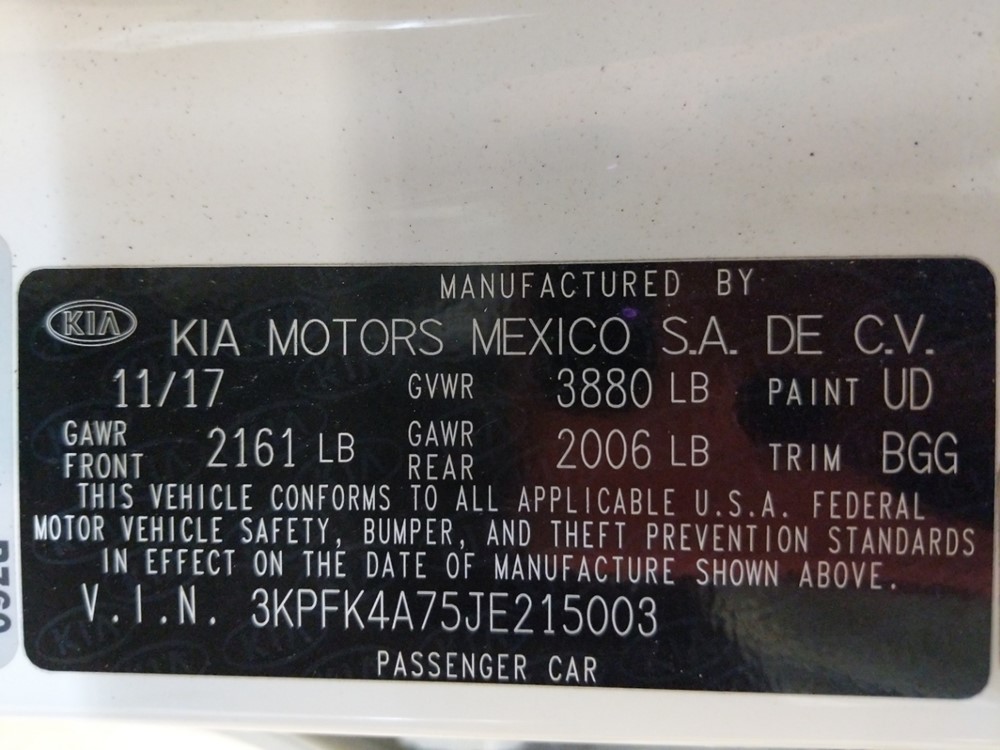 MANUFACTURED BY
KIA KIA MOTORS MEXICO S.A. DE C.V.
11/17 GVWR 3880 LB PAINT UD
GAWR FRONT 2161 LB GAWR REAR 2006 LB TRIM BGG
THIS VEHICLE CONFORMS TO ALL APPLICABLE U.S.A. FEDERAL
MOTOR VEHICLE SAFETY, BUMPER, AND THEFT PREVENTION STANDARDS
IN EFFECT ON THE DATE OF MANUFACTURE SHOWN ABOVE.
V.I.N. 3KPFK4A75JE215003
PASSENGER CAR